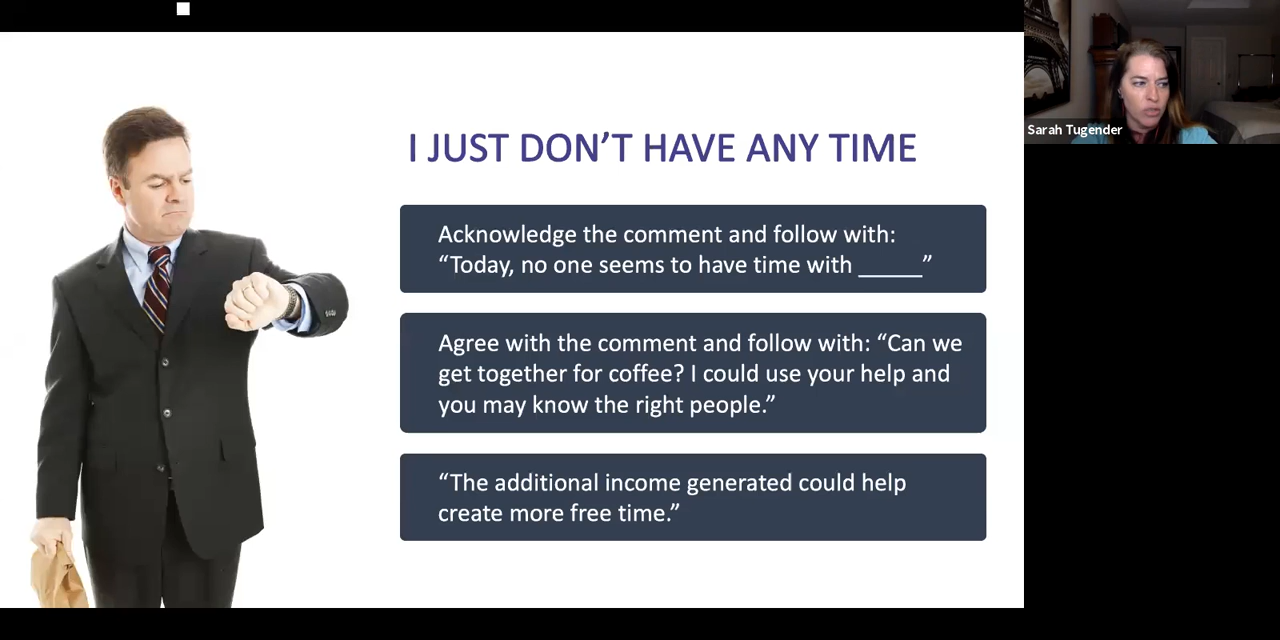 I JUST DON’T HAVE ANY TIME
Acknowledge the comment and follow with:
“Today, no one seems to have time with _____”
Agree with the comment and follow with: “Can we
get together for coffee? I could use your help and
you may know the right people.”
“The additional income generated could help
create more free time.”
Sarah Tugender